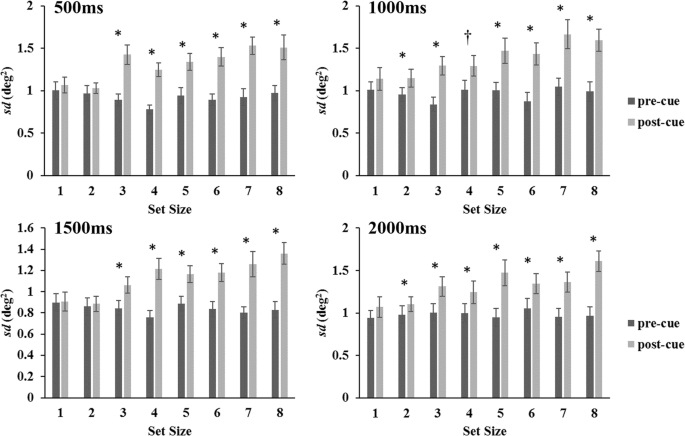 500ms
2
1.5
1
0.5
0
sd (deg²)
* * * * * *
1 2 3 4 5 6 7 8
Set Size
1000ms
2
1.5
1
0.5
0
sd (deg²)
* * † * * * *
1 2 3 4 5 6 7 8
Set Size
pre-cue
post-cue
1500ms
1.6
1.4
1.2
1
0.8
0.6
0.4
0.2
0
sd (deg²)
* * * * * *
1 2 3 4 5 6 7 8
Set Size
2000ms
2
1.5
1
0.5
0
sd (deg²)
* * * * * * *
1 2 3 4 5 6 7 8
Set Size
pre-cue
post-cue